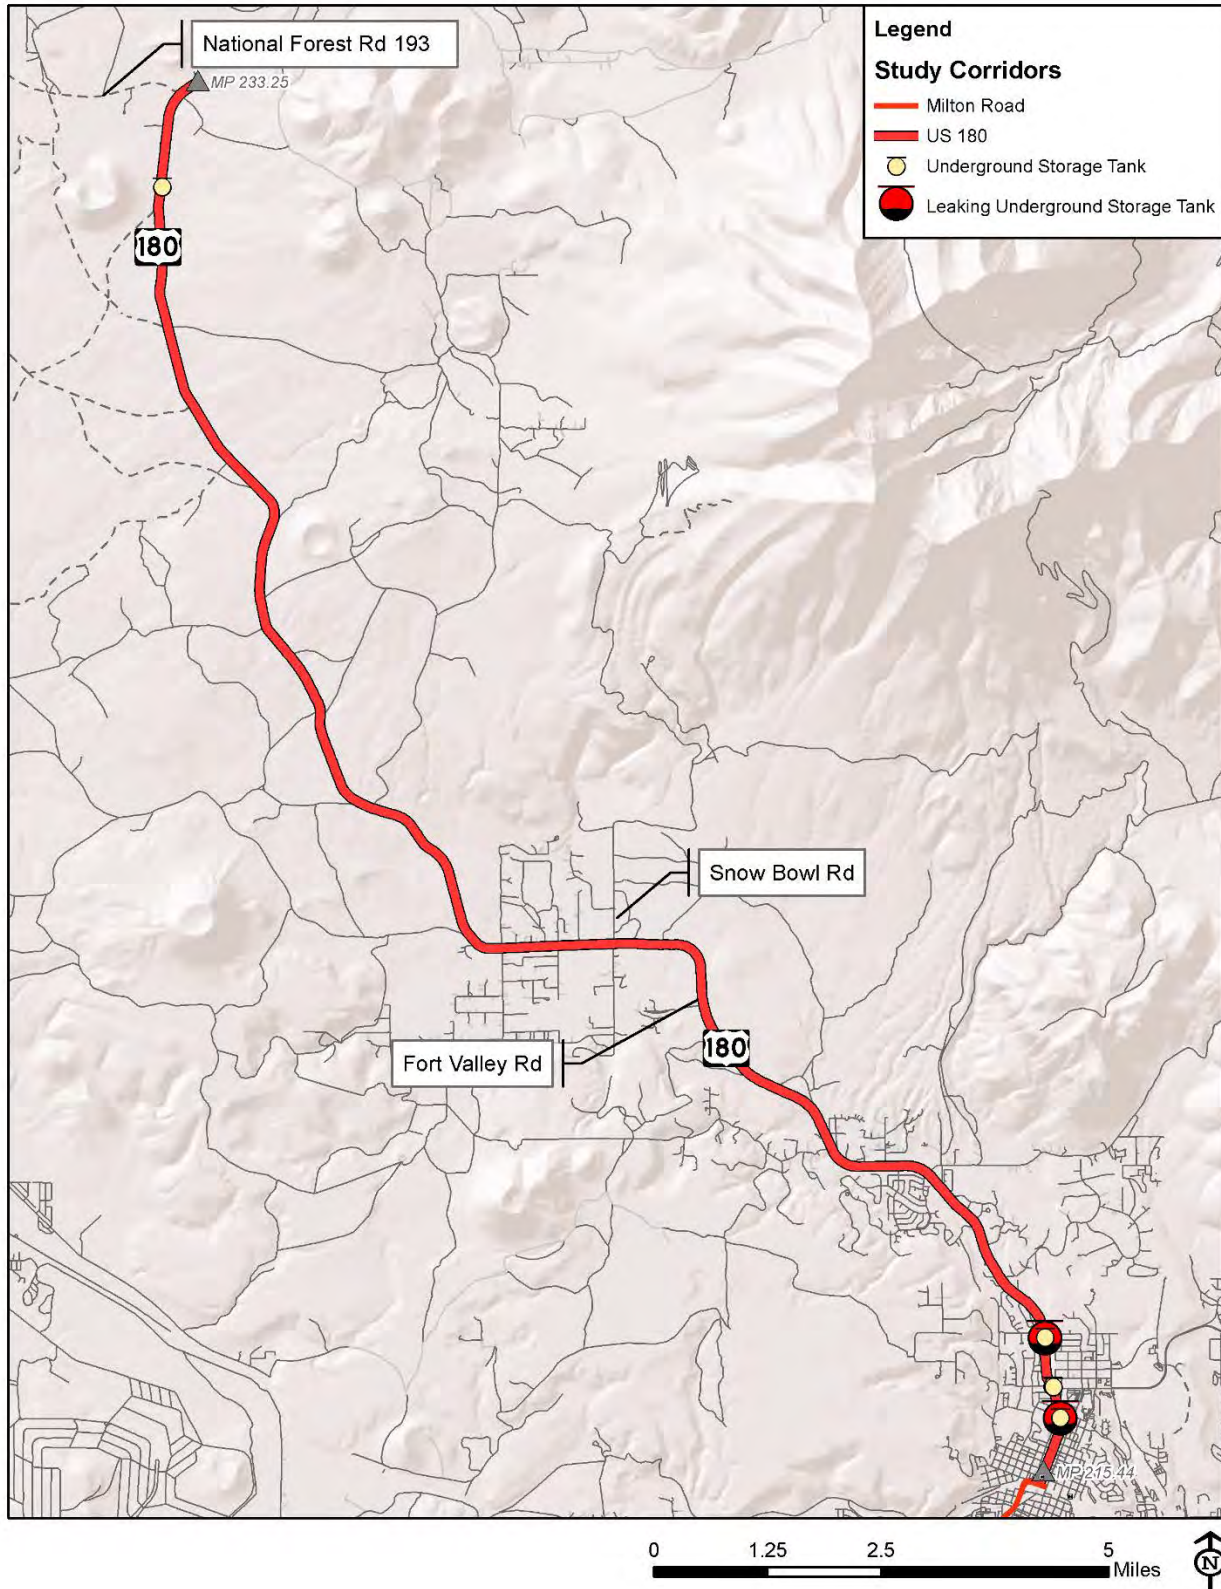 National Forest Rd 193
MP 233.25
Legend
Study Corridors
Milton Road
US 180
Underground Storage Tank
Leaking Underground Storage Tank
180
Snow Bowl Rd
Fort Valley Rd
180
MP 215.44
0 1.25 2.5 5
Miles
N